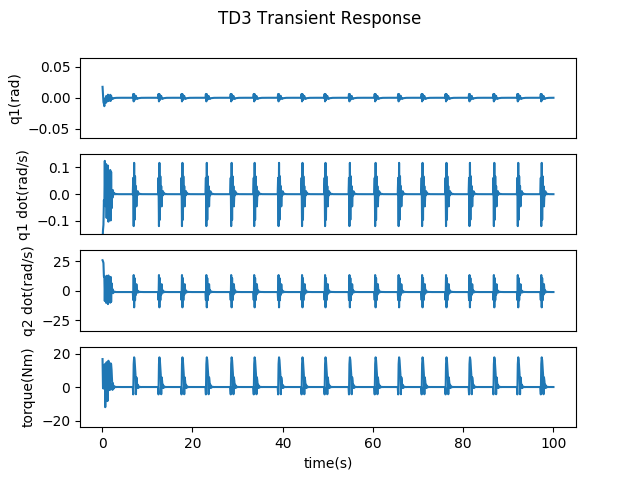 TD3 Transient Response
q1(rad)
0.05
0.00
−0.05
q1 dot(rad/s)
0.1
0.0
−0.1
q2 dot(rad/s)
25
0
−25
torque(Nm)
20
0
−20
0 20 40 60 80 100
time(s)